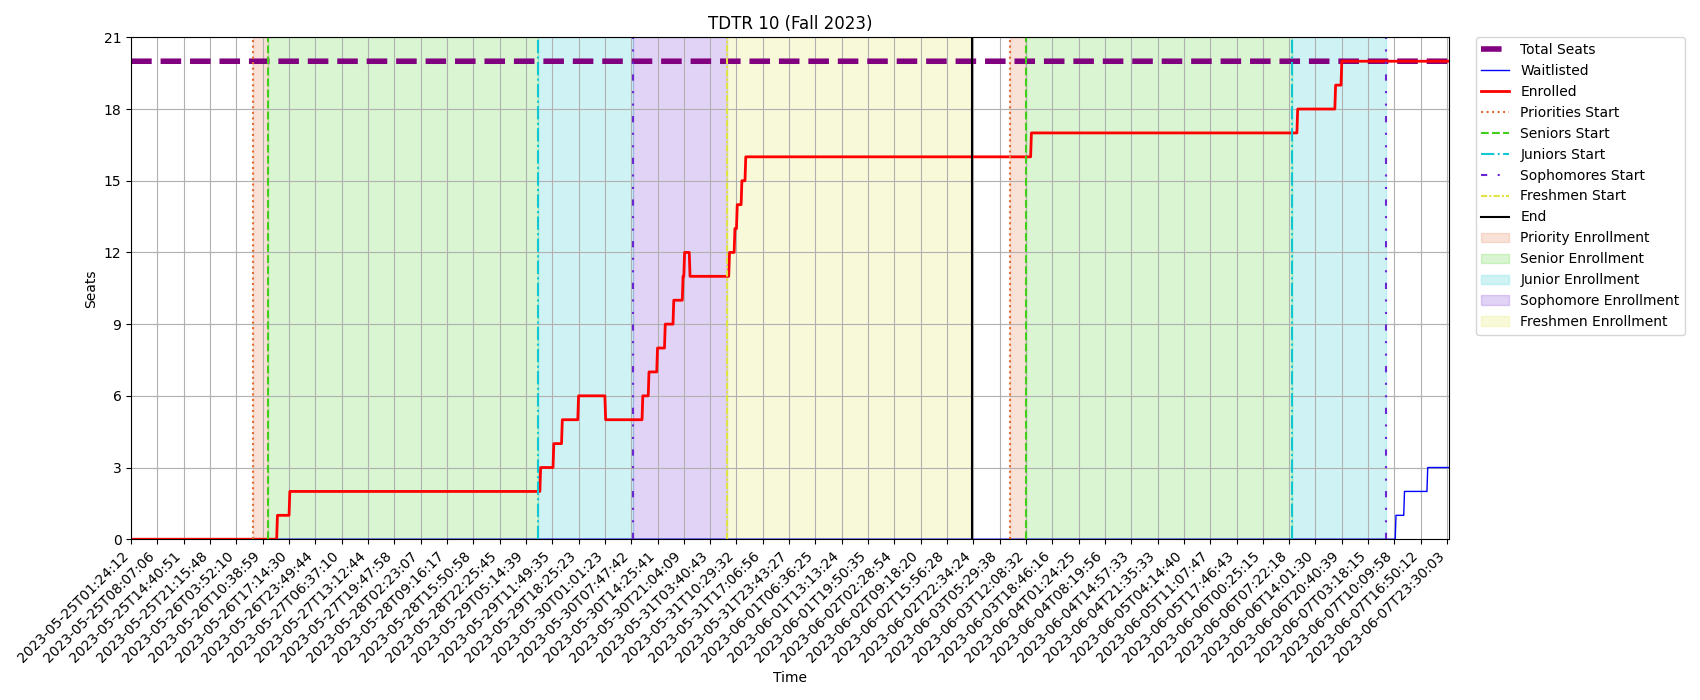 TDTR 10 (Fall 2023)
21
18
15
12
9
6
3
0
Seats
2023-05-25T01:24:12
2023-05-25T08:07:06
2023-05-25T14:40:51
2023-05-25T21:15:48
2023-05-26T03:52:16
2023-05-26T10:38:59
2023-05-26T17:14:30
2023-05-26T23:49:44
2023-05-27T06:37:10
2023-05-27T13:12:44
2023-05-27T19:47:58
2023-05-28T02:23:07
2023-05-28T09:16:17
2023-05-28T15:50:58
2023-05-28T22:25:45
2023-05-29T05:14:39
2023-05-29T11:49:35
2023-05-29T18:25:23
2023-05-30T01:01:23
2023-05-30T07:47:42
2023-05-30T14:25:41
2023-05-30T21:04:09
2023-05-31T03:40:43
2023-05-31T10:29:32
2023-05-31T17:06:56
2023-05-31T23:43:27
2023-06-01T06:36:25
2023-06-01T13:13:24
2023-06-01T19:50:35
2023-06-02T02:28:54
2023-06-02T09:18:20
2023-06-02T15:56:28
2023-06-02T22:34:24
2023-06-03T05:29:38
2023-06-03T12:08:32
2023-06-03T18:46:16
2023-06-04T01:24:25
2023-06-04T08:19:56
2023-06-04T14:57:33
2023-06-04T21:35:33
2023-06-05T04:14:40
2023-06-05T11:07:47
2023-06-05T17:46:43
2023-06-06T00:25:15
2023-06-06T07:22:18
2023-06-06T14:01:30
2023-06-06T20:40:39
2023-06-07T03:18:15
2023-06-07T10:09:58
2023-06-07T16:50:12
2023-06-07T23:30:03
Time
Total Seats
Waitlisted
Enrolled
Priorities Start
Seniors Start
Juniors Start
Sophomores Start
Freshmen Start
End
Priority Enrollment
Senior Enrollment
Junior Enrollment
Sophomore Enrollment
Freshmen Enrollment